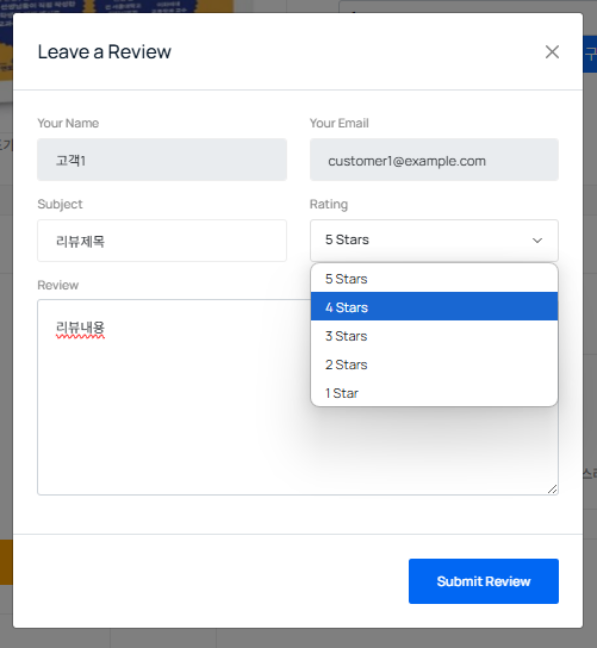 Leave a Review
Your Name
Your Email
고객1
customer1@example.com
Subject
Rating
리뷰제목
5 Stars
5 Stars
4 Stars
3 Stars
2 Stars
1 Star
Review
리뷰내용
Submit Review
구